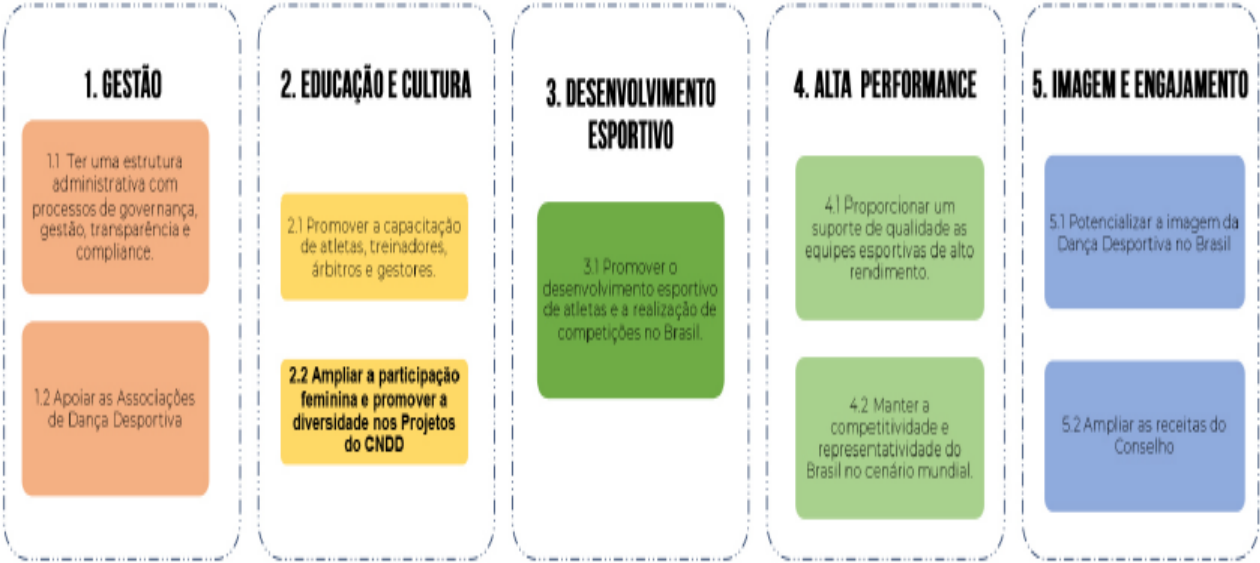 1. GESTÃO
1.1 Ter uma estrutura
administrativa com
processos de governança,
gestão, transparência e
compliance.
1.2 Apoiar as Associações
de Dança Desportiva
2. EDUCAÇÃO E CULTURA
2.1 Promover a capacitação
de atletas, treinadores,
árbitros e gestores.
2.2 Ampliar a participação
feminina e promover a
diversidade nos Projetos
do CNDD
3. DESENVOLVIMENTO
ESPORTIVO
3.1 Promover o
desenvolvimento esportivo
de atletas e a realização de
competições no Brasil.
4. ALTA PERFORMANCE
4.1 Proporcionar um
suporte de qualidade as
equipes esportivas de alto
rendimento.
4.2 Manter a
competitividade e
representatividade do
Brasil no cenário mundial.
5. IMAGEM E ENGAJAMENTO
5.1 Potencializar a imagem da
Dança Desportiva no Brasil
5.2 Ampliar as receitas do
Conselho